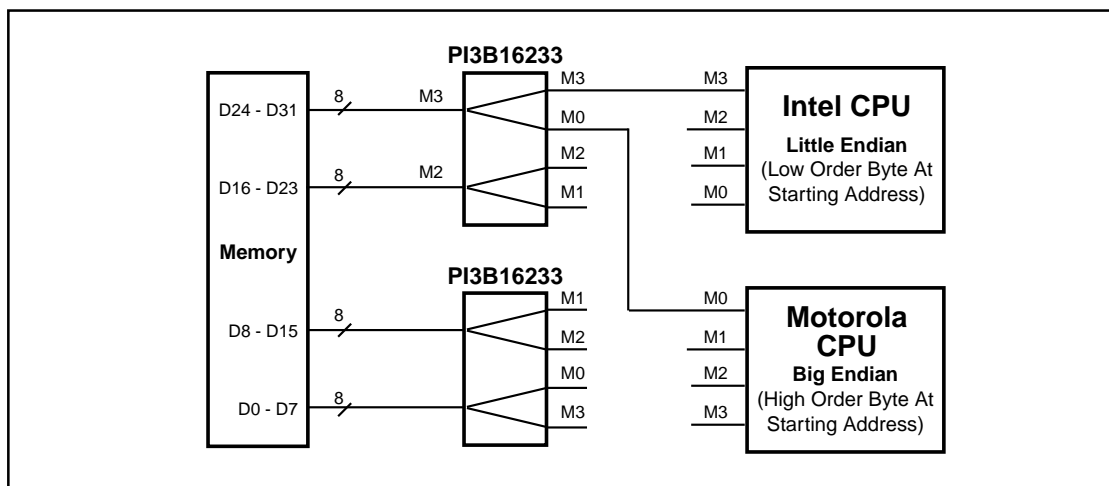 PI3B16233
D24 - D31
8
M3
M3
M0
M2
M1
D16 - D23
8
M2
Memory
PI3B16233
D8 - D15
8
M1
M2
D0 - D7
8
M0
M3
M3
M2
M1
M0
Intel CPU
Little Endian
(Low Order Byte At
Starting Address)
M0
M1
M2
M3
Motorola
CPU
Big Endian
(High Order Byte At
Starting Address)